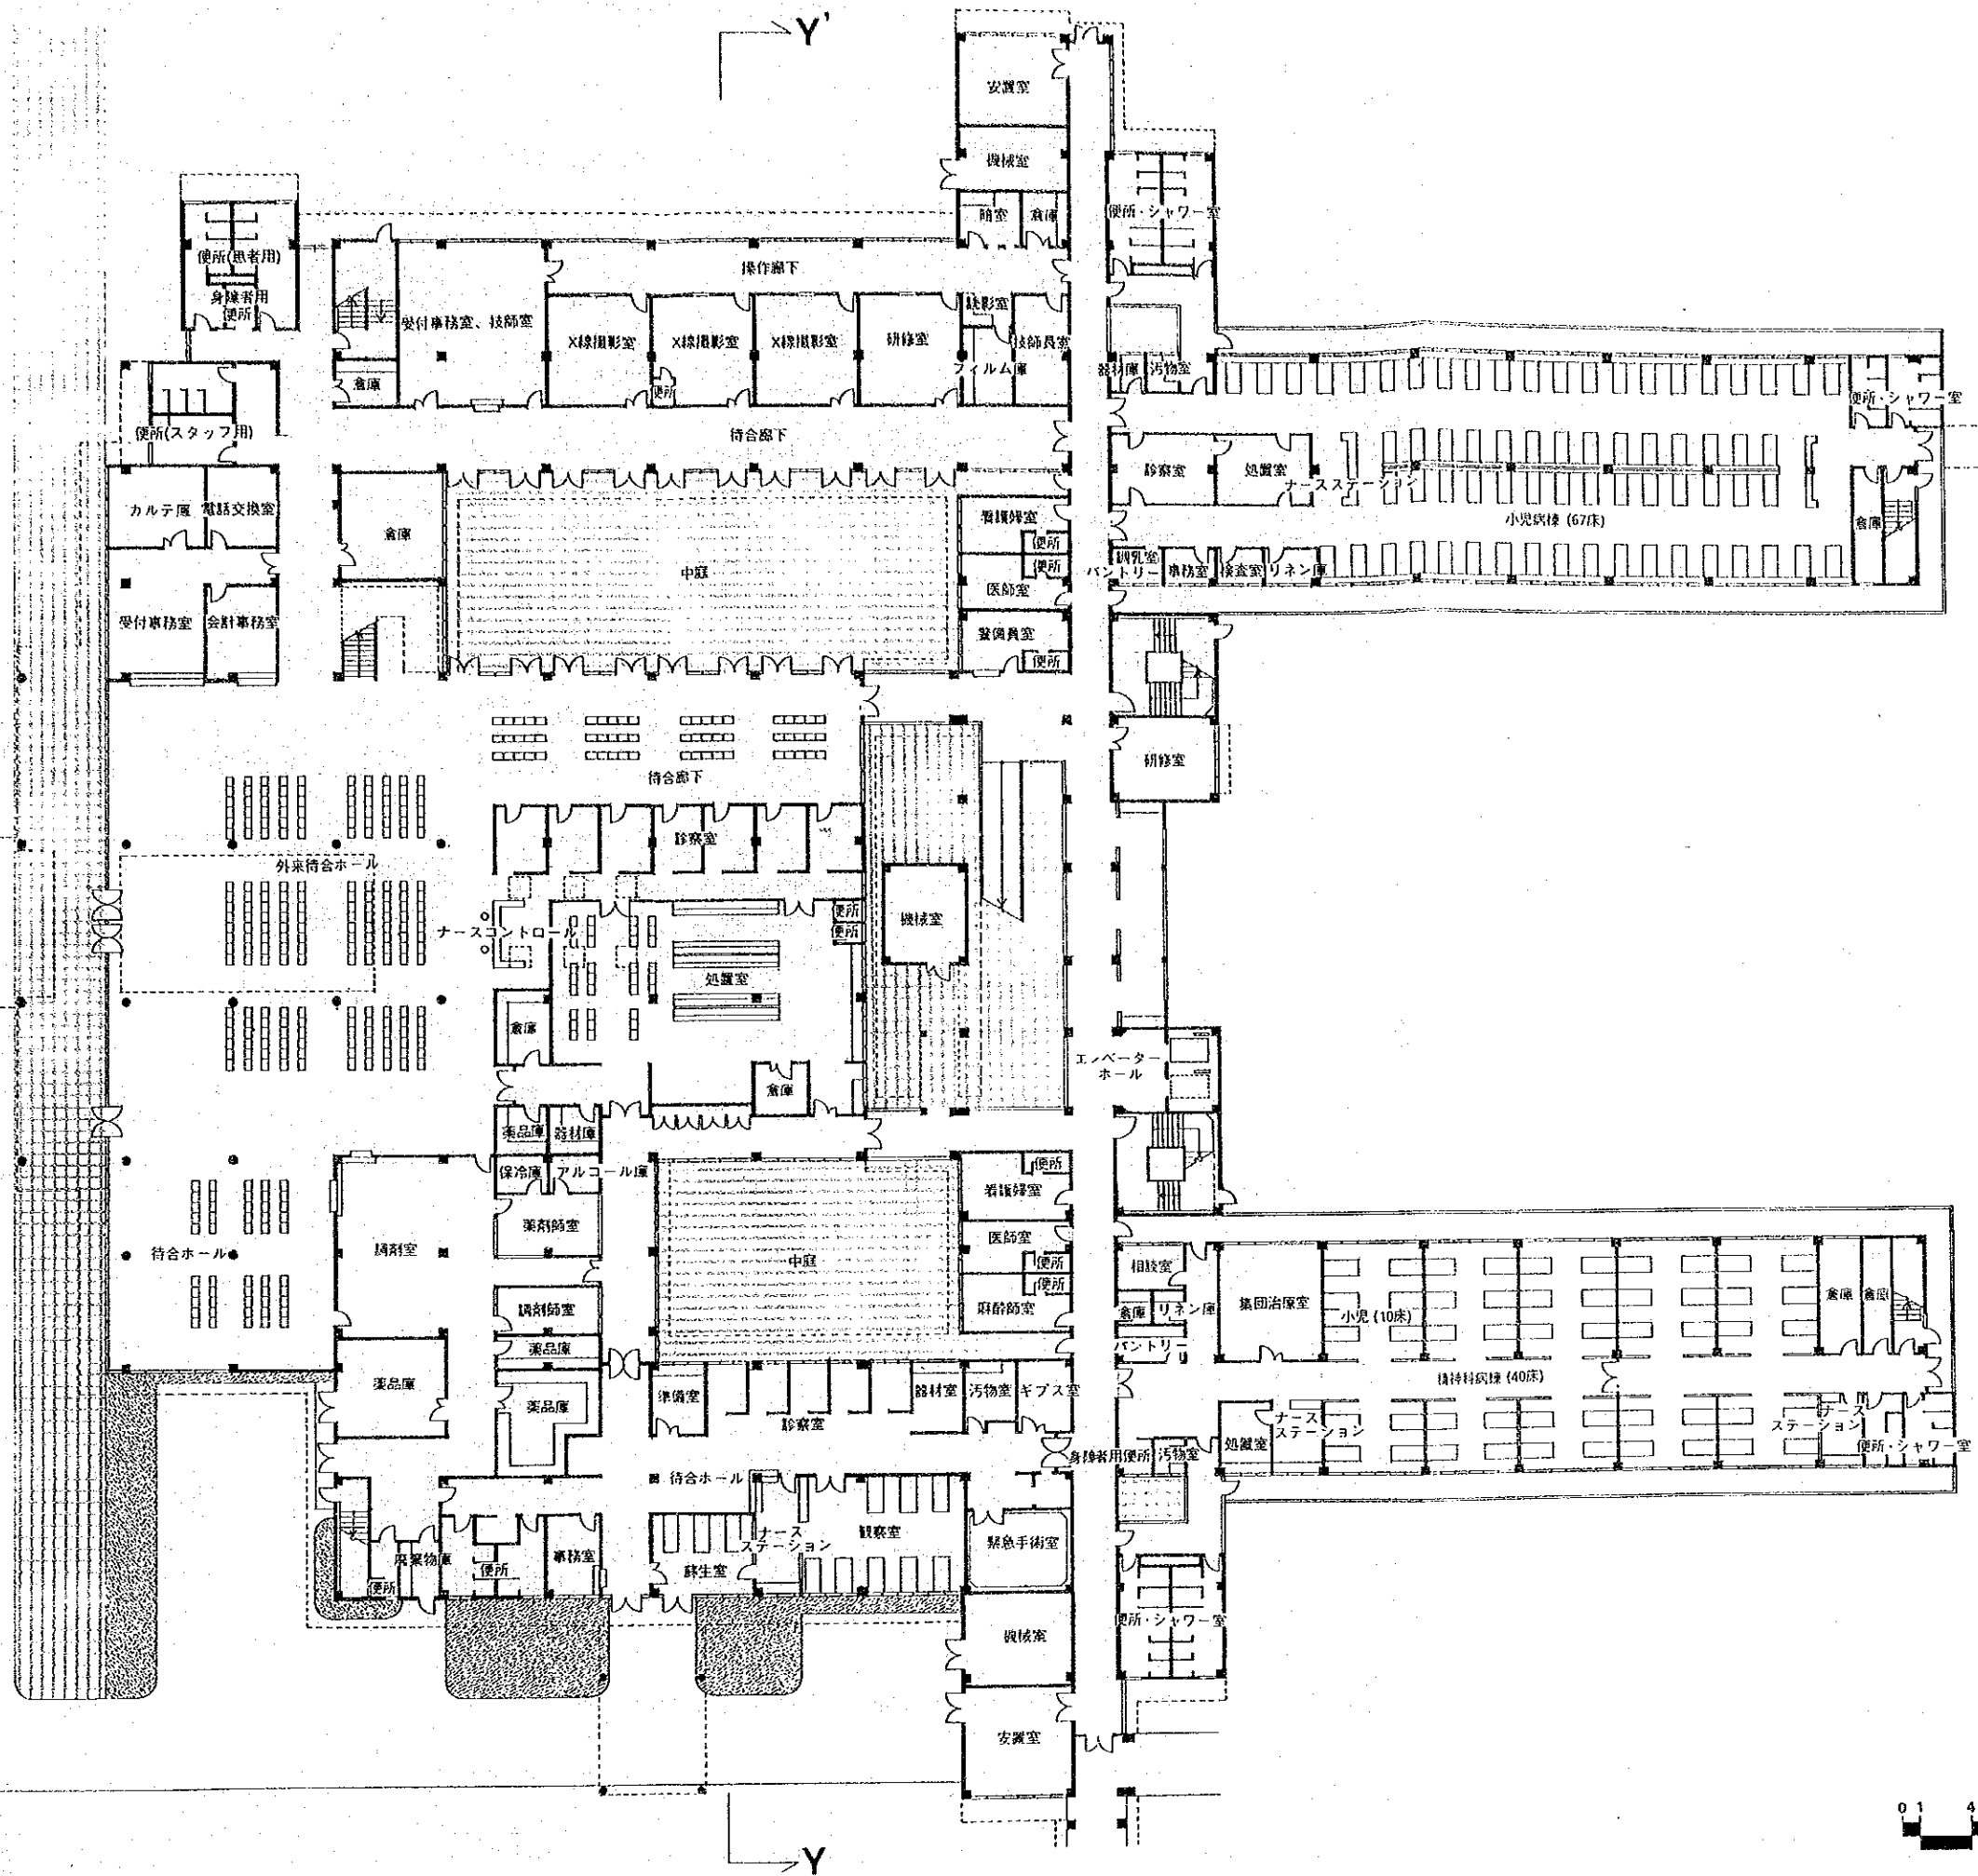 Y'
安置室
機械室
暗室
倉庫
便所・シャワー室
便所(患者用)
身障者用
便所
操作廊下
受付事務室、技師室
X線撮影室
X線撮影室
X線撮影室
研修室
読影室
技師員室
フィルム庫
倉庫
便所
器材庫
汚物室
便所・シャワー室
便所(スタッフ用)
待合廊下
診察室
処置室
ナースステーション
小児病棟 (67床)
倉庫
カルテ庫
電話交換室
倉庫
中庭
看護婦室
便所
便所
医師室
調乳室
パントリー
事務室
検査室
リネン庫
受付事務室
会計事務室
警備員室
便所
研修室
待合廊下
診察室
外来待合ホール
ナースコントロール
便所
便所
機械室
処置室
倉庫
倉庫
エレベーター
ホール
薬品庫
器材庫
保冷庫
アルコール庫
看護婦室
便所
薬剤師室
待合ホール
調剤室
中庭
医師室
便所
便所
麻酔師室
相談室
倉庫
リネン庫
パントリー
集団治療室
小児 (10床)
倉庫
倉庫
調剤師室
薬品庫
薬品庫
薬品庫
準備室
診察室
器材室
汚物室
ギプス室
精神科病棟 (40床)
ナース
ステーション
ナース
ステーション
処置室
便所・シャワー室
身障者用便所
汚物室
待合ホール
ナース
ステーション
観察室
緊急手術室
蘇生室
事務室
便所
廃棄物庫
便所
機械室
便所・シャワー室
安置室
Y
0 1 4